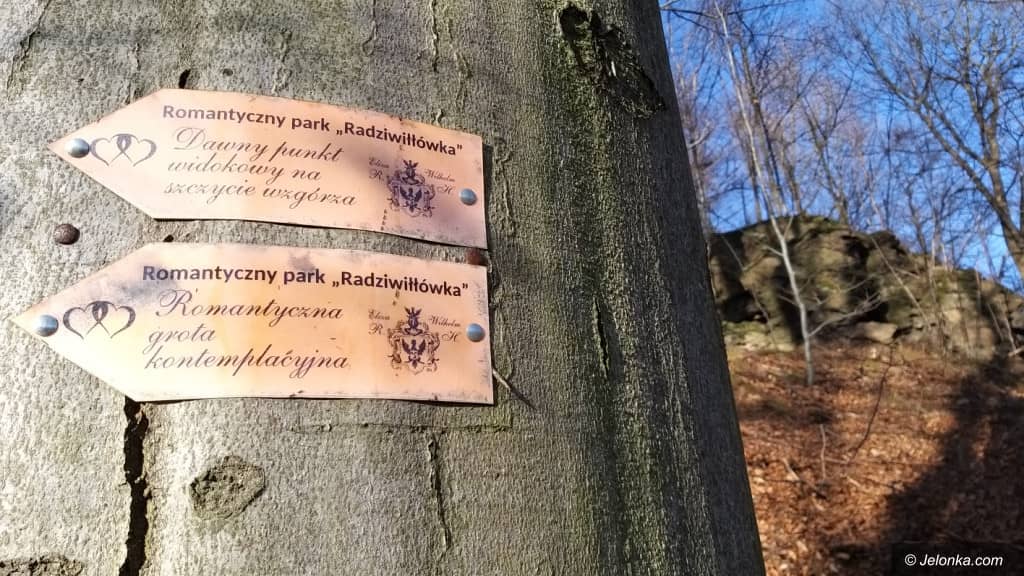 Romantyczny park „Radziwiłłówka”
Dawny punkt
widokowy na
szczycie wzgórza
Eliza Wilhelm
R H
Romantyczny park „Radziwiłłówka”
Romantyczna
grota
kontemplacyjna
Eliza Wilhelm
R H
© Jelonka.com